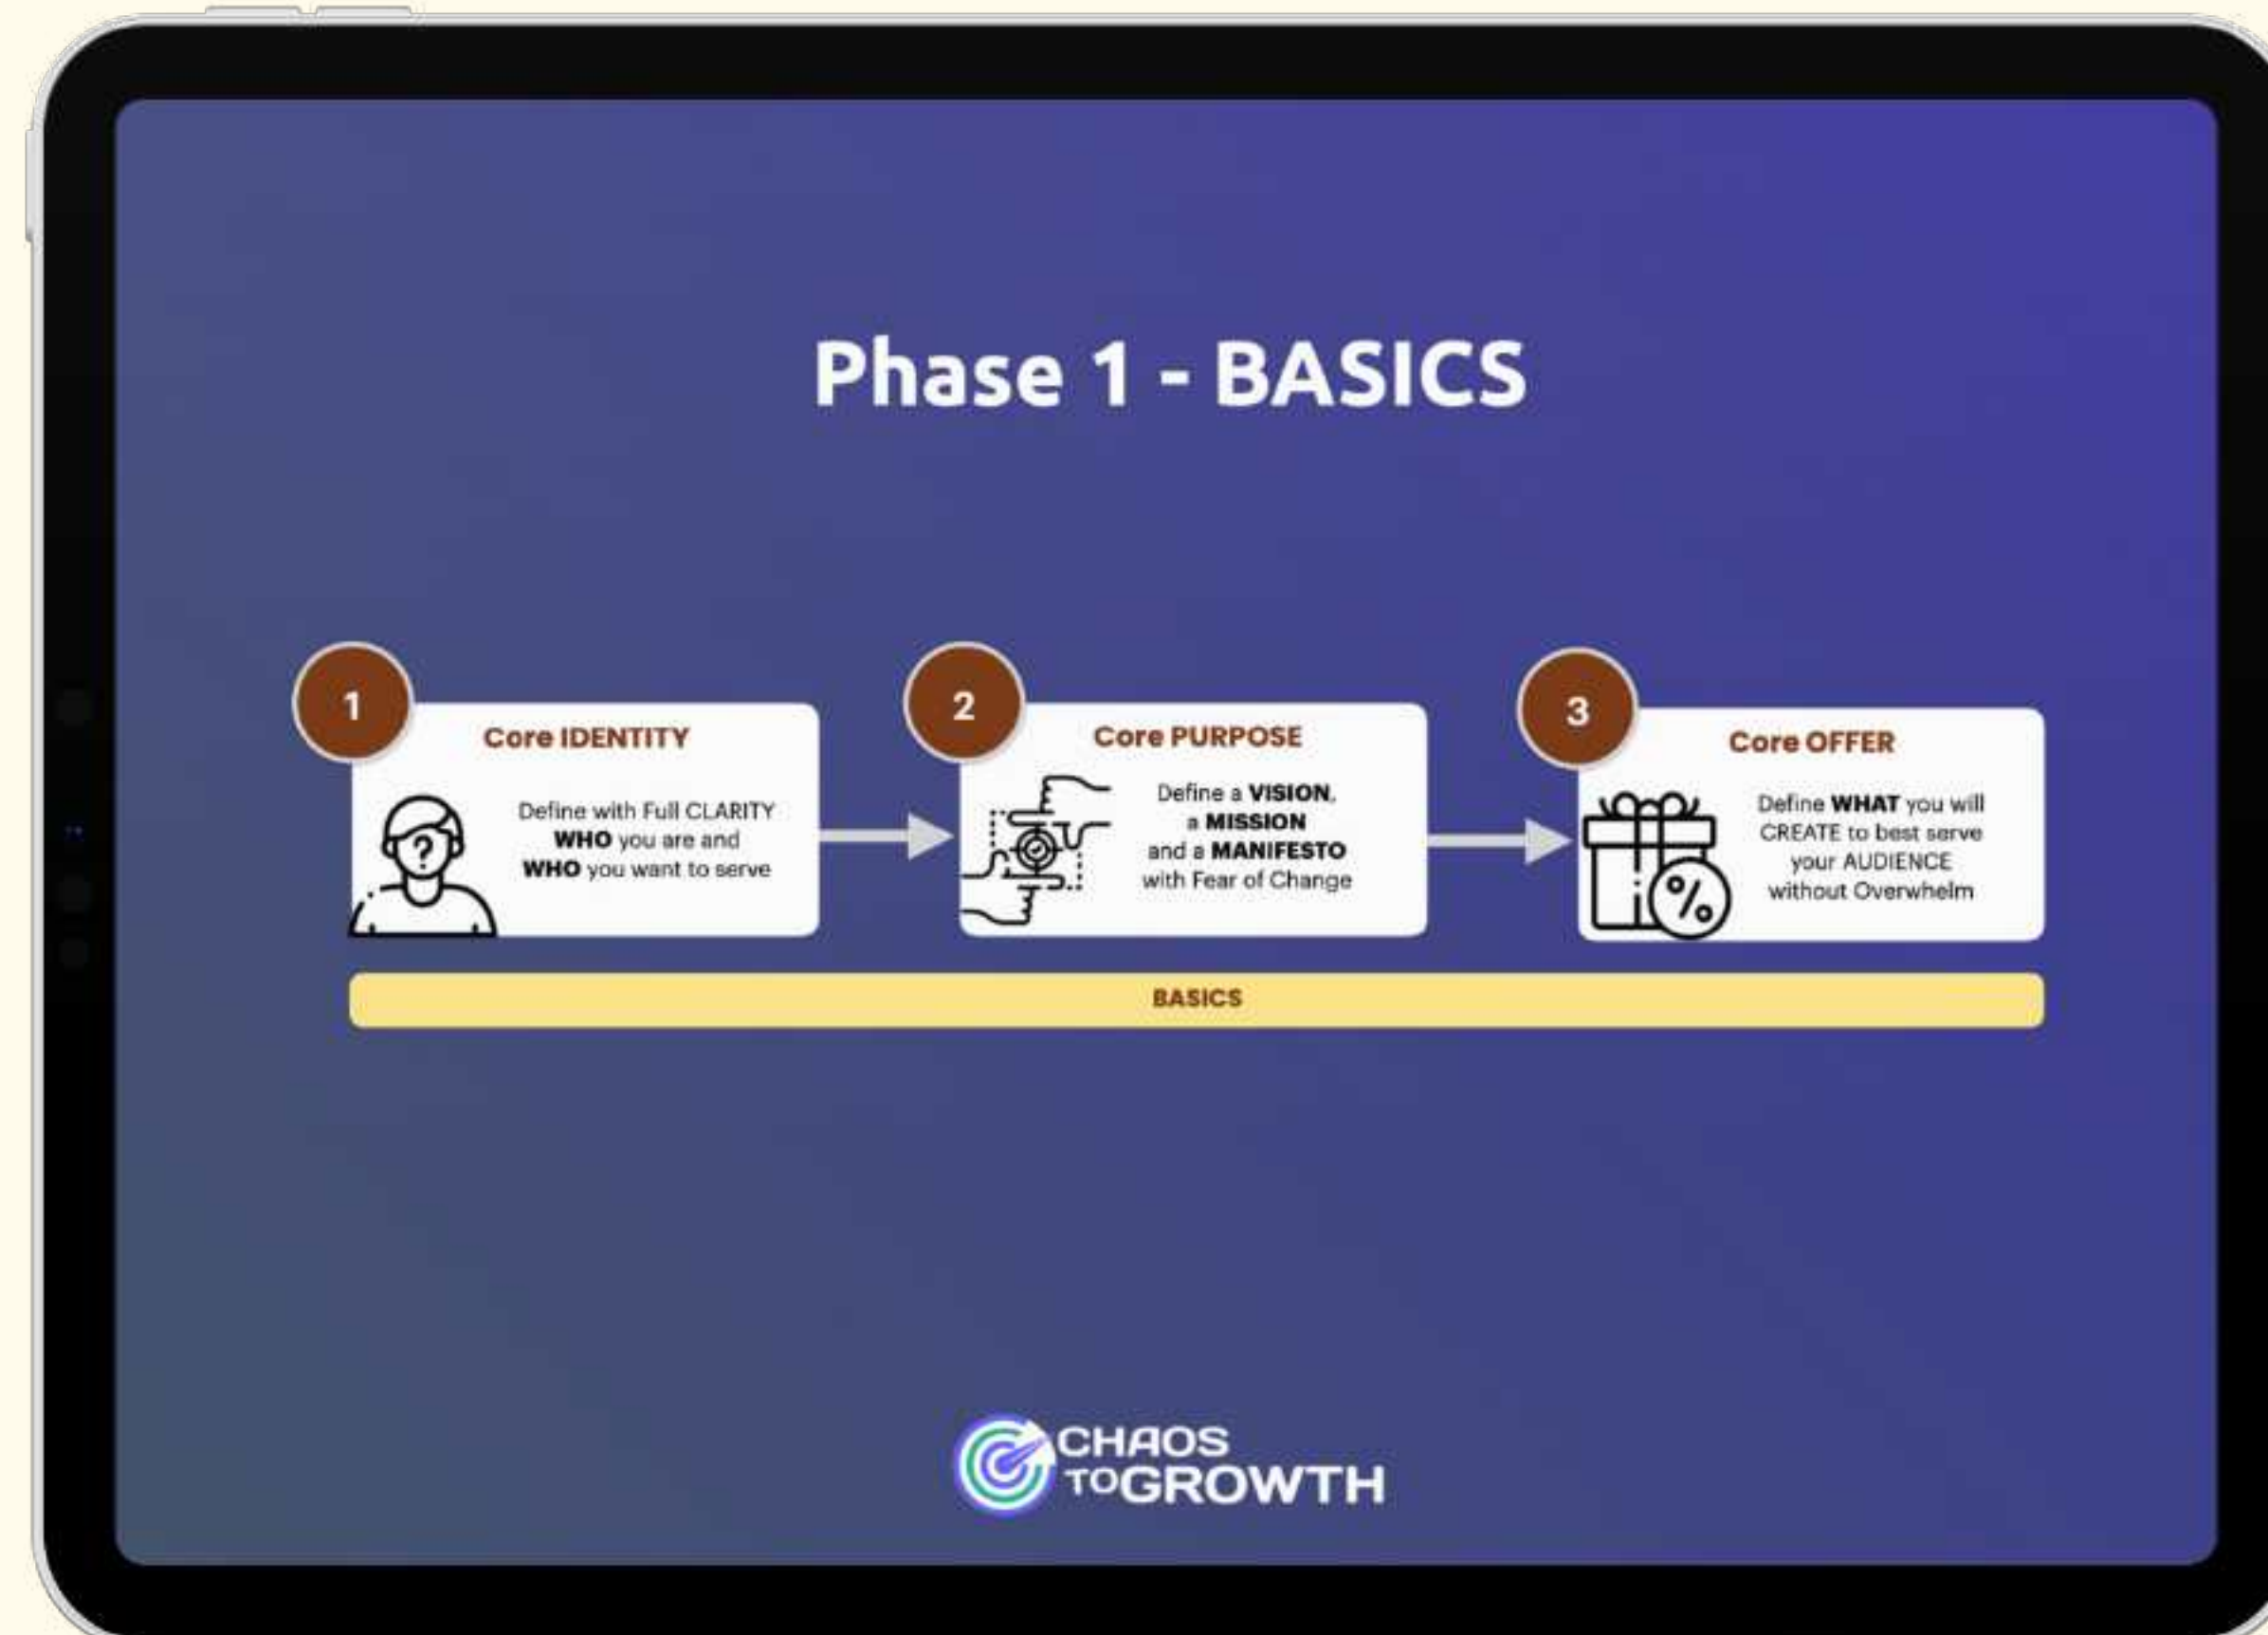 Phase 1 - BASICS
1
Core IDENTITY
Define with Full CLARITY
WHO you are and
WHO you want to serve
2
Core PURPOSE
Define a VISION,
a MISSION
and a MANIFESTO
with Fear of Change
3
Core OFFER
Define WHAT you will
CREATE to best serve
your AUDIENCE
without Overwhelm
?
%
BASICS
CHAOS
TOGROWTH